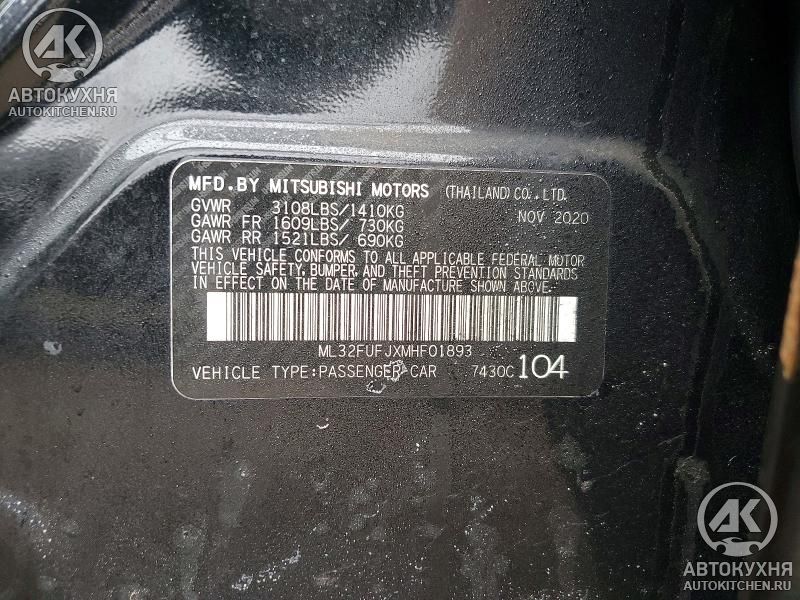 AK
АВТОКУХНЯ
AUTOKITCHEN.RU
MFD.BY MITSUBISHI MOTORS (THAILAND)CO.,LTD.
GVWR 3108LBS/1410KG NOV 2020
GAWR FR 1609LBS/ 730KG
GAWR RR 1521LBS/ 690KG
THIS VEHICLE CONFORMS TO ALL APPLICABLE FEDERAL MOTOR
VEHICLE SAFETY, BUMPER, AND THEFT PREVENTION STANDARDS
IN EFFECT ON THE DATE OF MANUFACTURE SHOWN ABOVE.
ML32FUFJXMHF01893
VEHICLE TYPE:PASSENGER CAR 7430C 104
AK
АВТОКУХНЯ
AUTOKITCHEN.RU